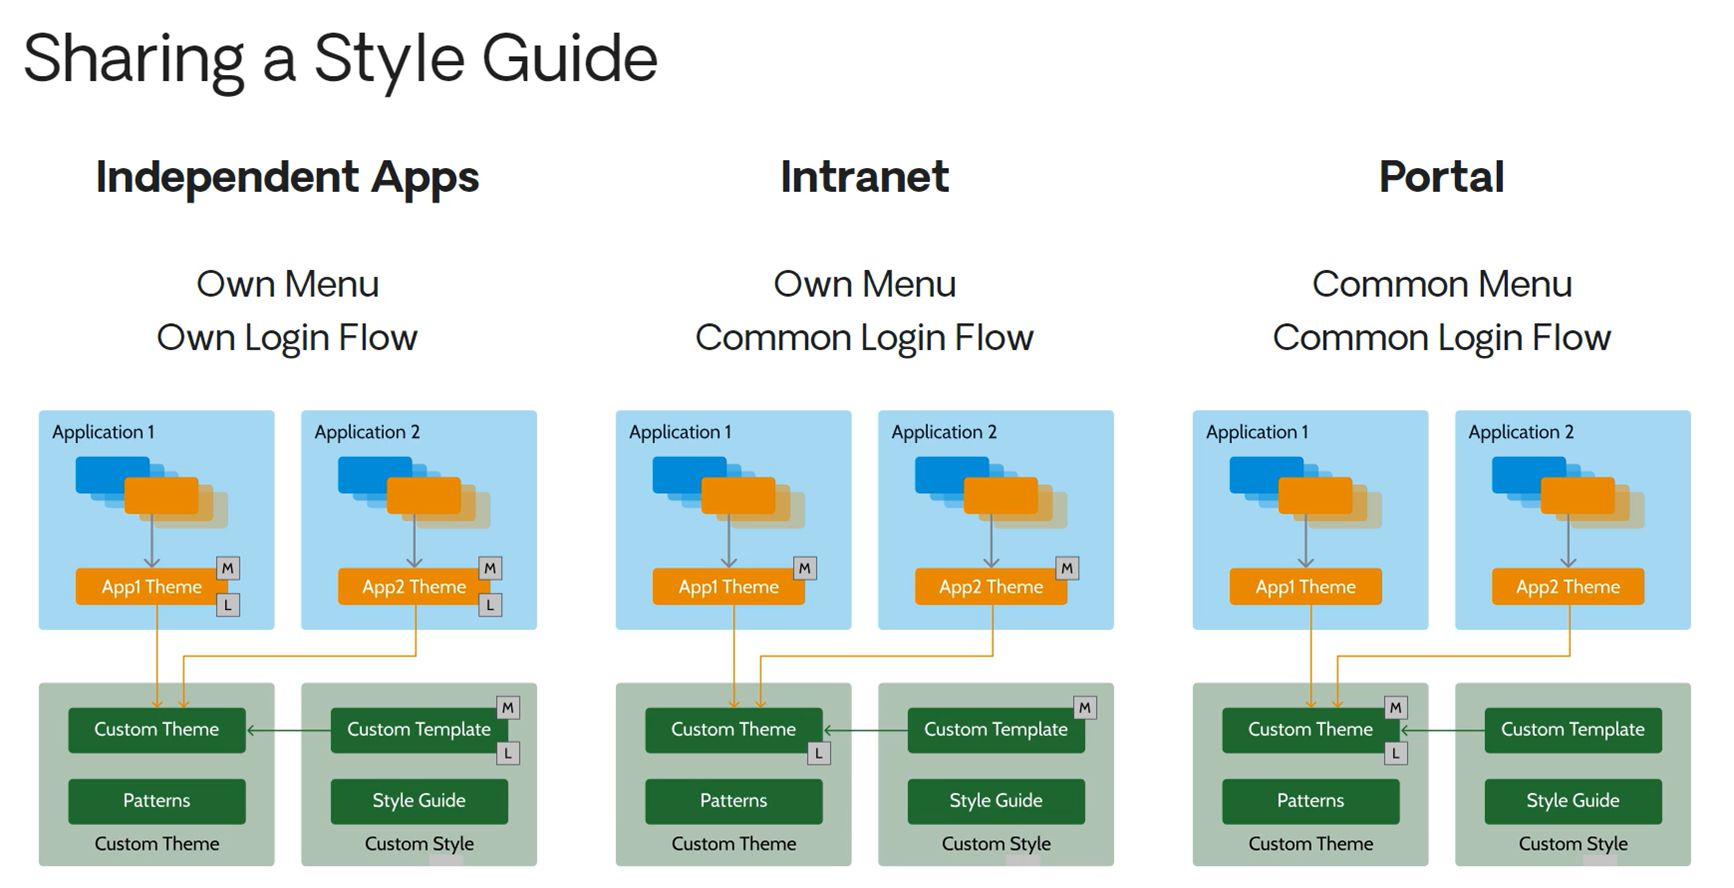 Sharing a Style Guide
Independent Apps
Own Menu
Own Login Flow
Application 1
Application 2
App1 Theme
M
L
App2 Theme
M
L
Custom Theme
Custom Template
M
L
Patterns
Style Guide
Custom Theme
Custom Style
Intranet
Own Menu
Common Login Flow
Application 1
Application 2
App1 Theme
M
App2 Theme
M
Custom Theme
L
Custom Template
M
Patterns
Style Guide
Custom Theme
Custom Style
Portal
Common Menu
Common Login Flow
Application 1
Application 2
App1 Theme
App2 Theme
Custom Theme
M
L
Custom Template
Patterns
Style Guide
Custom Theme
Custom Style